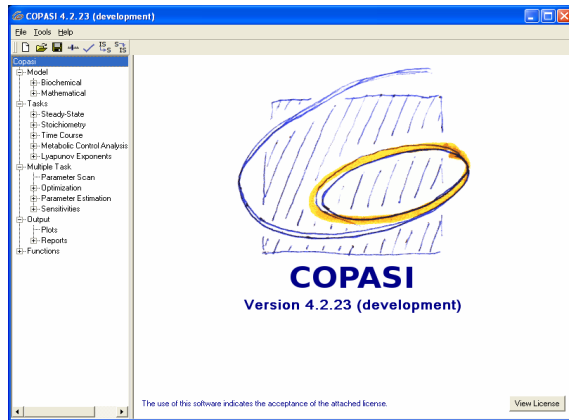 COPASI 4.2.23 (development)
File Tools Help
Copasi
Model
Biochemical
Mathematical
Tasks
Steady-State
Stoichiometry
Time Course
Metabolic Control Analysis
Lyapunov Exponents
Multiple Task
Parameter Scan
Optimization
Parameter Estimation
Sensitivities
Output
Plots
Reports
Functions
COPASI
Version 4.2.23 (development)
The use of this software indicates the acceptance of the attached license.
View License